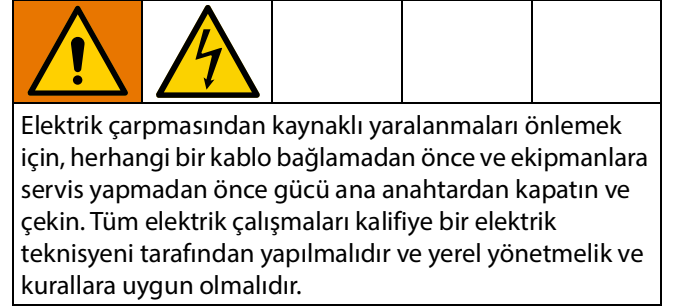 Elektrik çarpmasından kaynaklı yaralanmaları önlemek
için, herhangi bir kablo bağlamadan önce ve ekipmanlara
servis yapmadan önce gücü ana anahtardan kapatın ve
çekin. Tüm elektrik çalışmaları kalifiye bir elektrik
teknisyeni tarafından yapılmalıdır ve yerel yönetmelik ve
kurallara uygun olmalıdır.